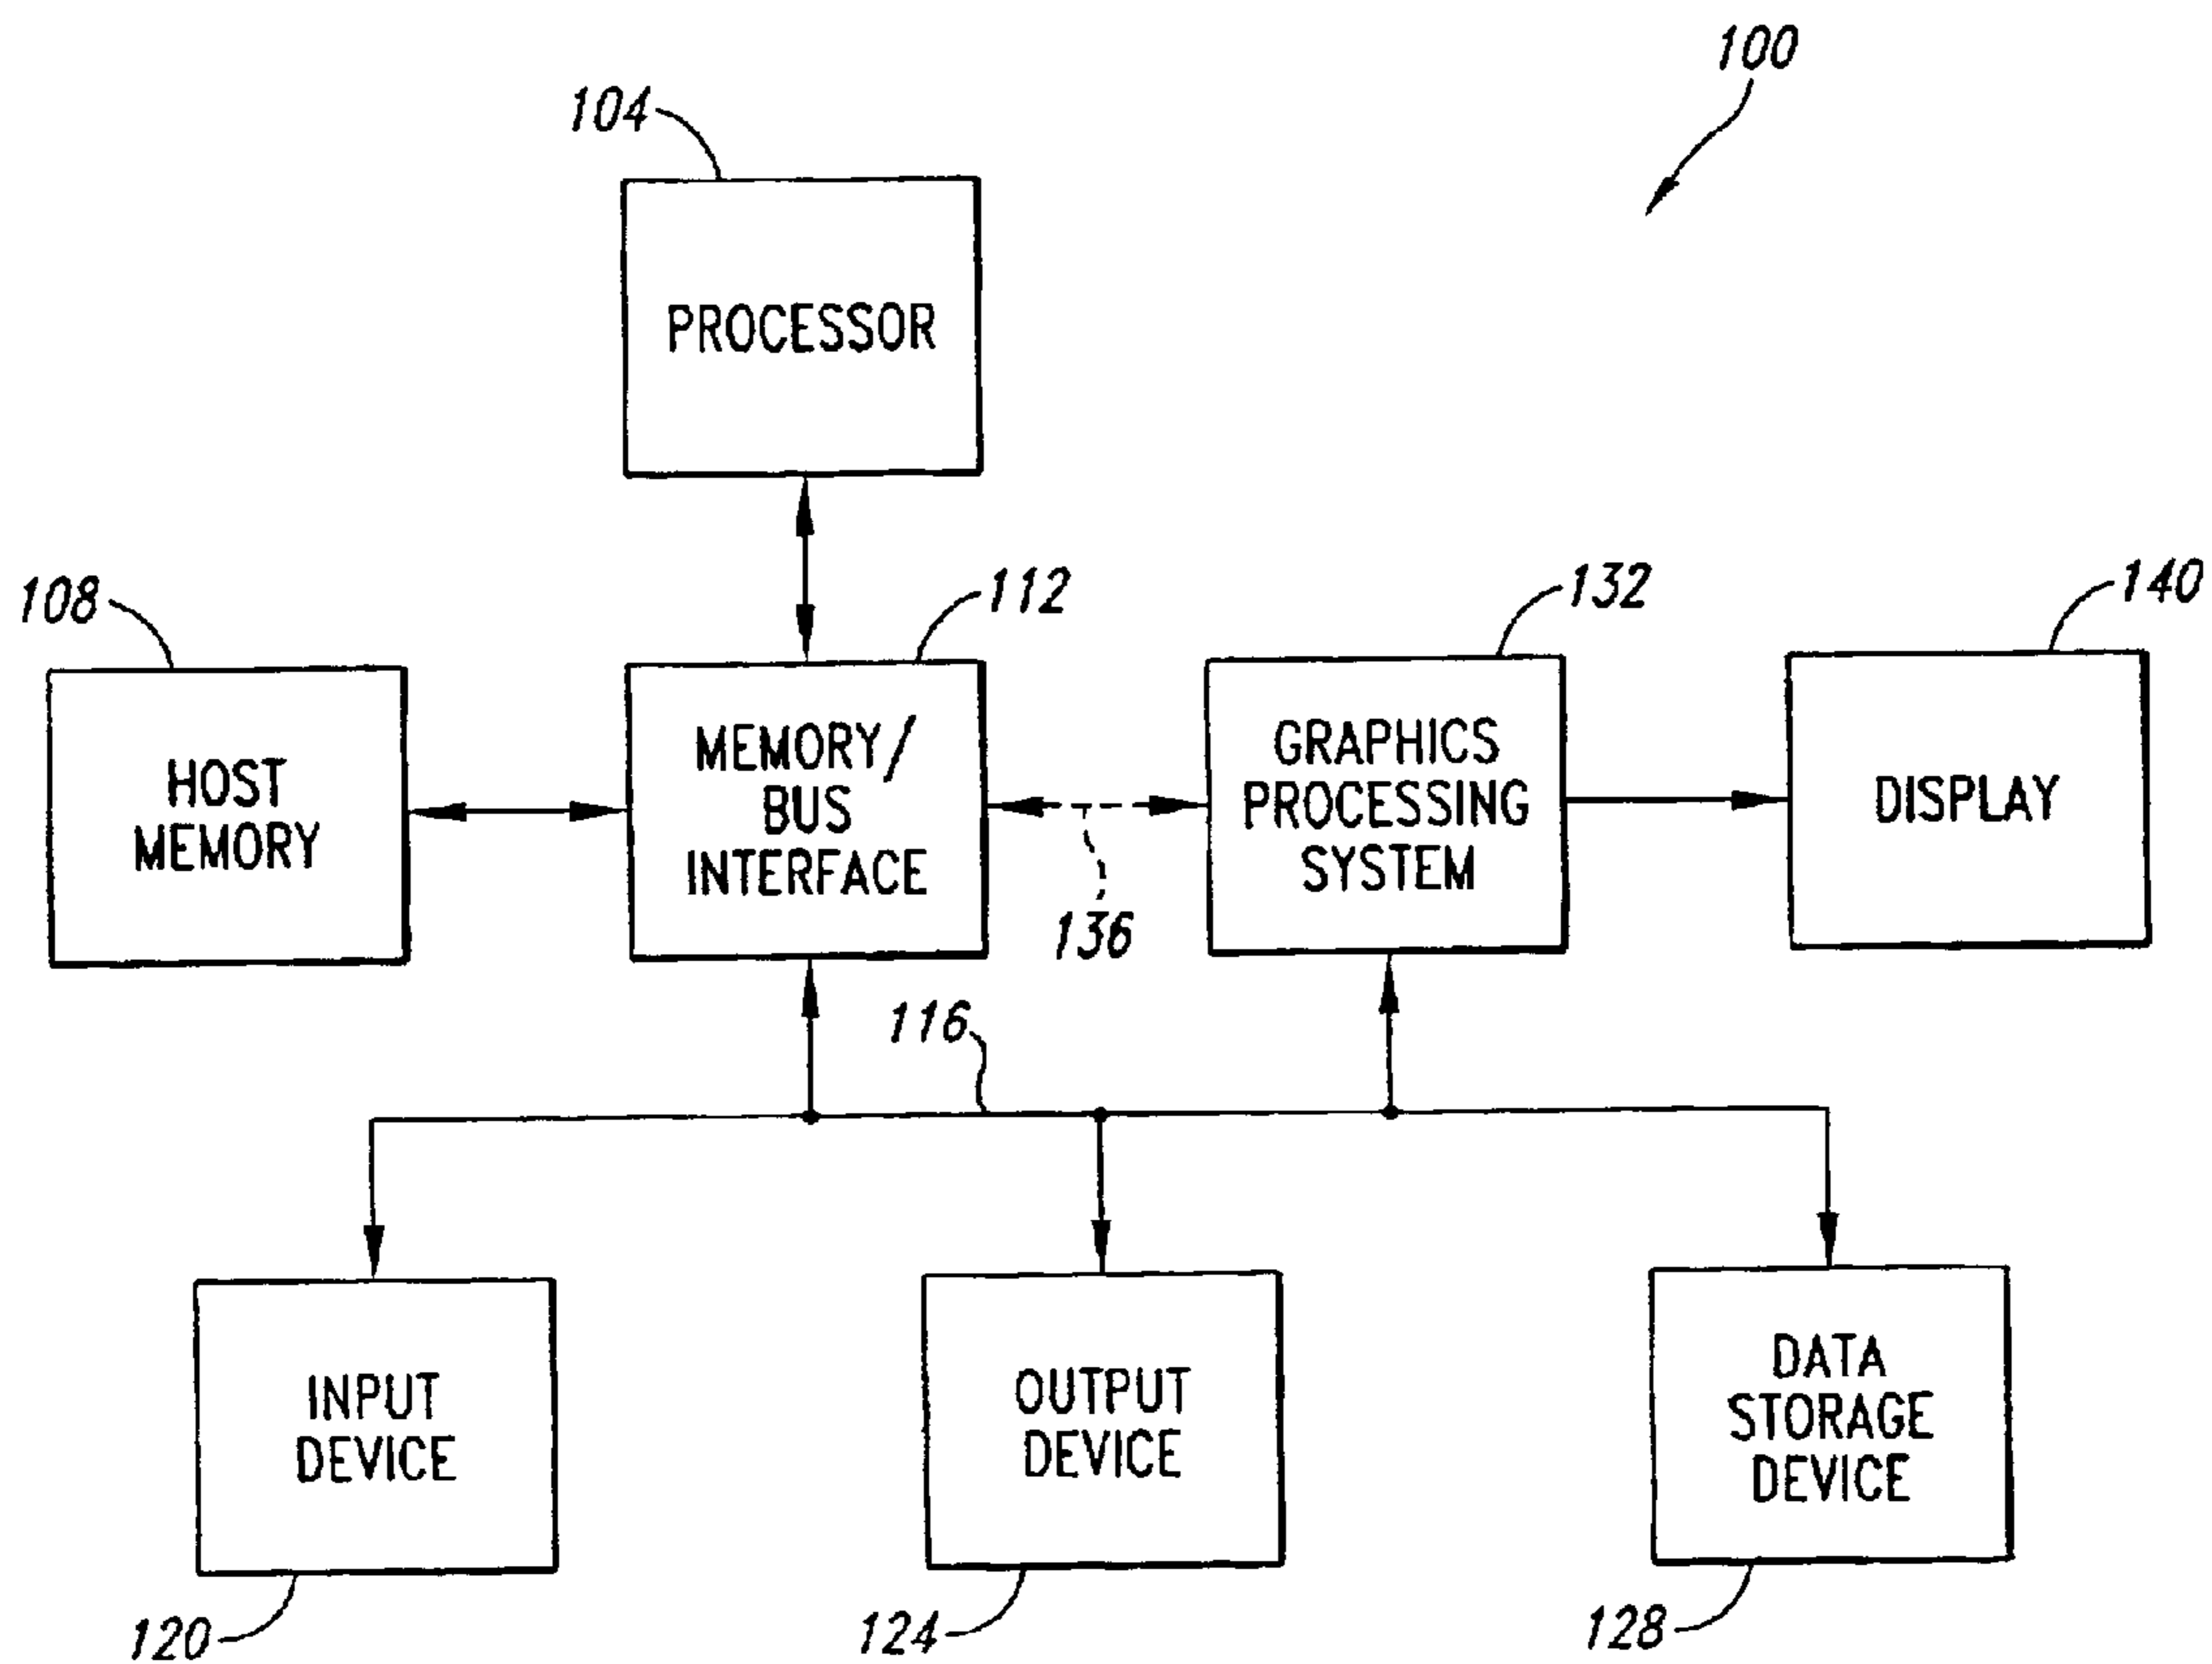 100
104
PROCESSOR
108
112
132
140
HOST
MEMORY
MEMORY/
BUS
INTERFACE
136
GRAPHICS
PROCESSING
SYSTEM
DISPLAY
116
INPUT
DEVICE
OUTPUT
DEVICE
DATA
STORAGE
DEVICE
120
124
128